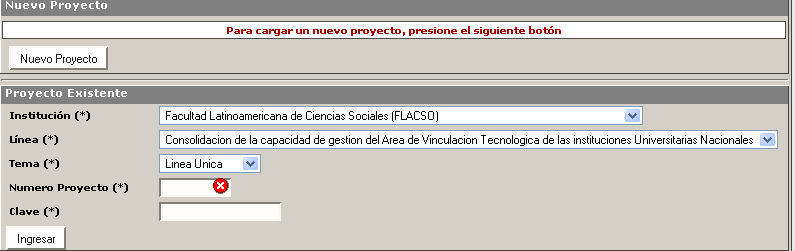 Nuevo Proyecto
Para cargar un nuevo proyecto, presione el siguiente botón
Nuevo Proyecto
Proyecto Existente
Institución (*) Facultad Latinoamericana de Ciencias Sociales (FLACSO)
Línea (*) Consolidacion de la capacidad de gestion del Area de Vinculacion Tecnologica de las instituciones Universitarias Nacionales
Tema (*) Linea Unica
Numero Proyecto (*)
Clave (*)
Ingresar